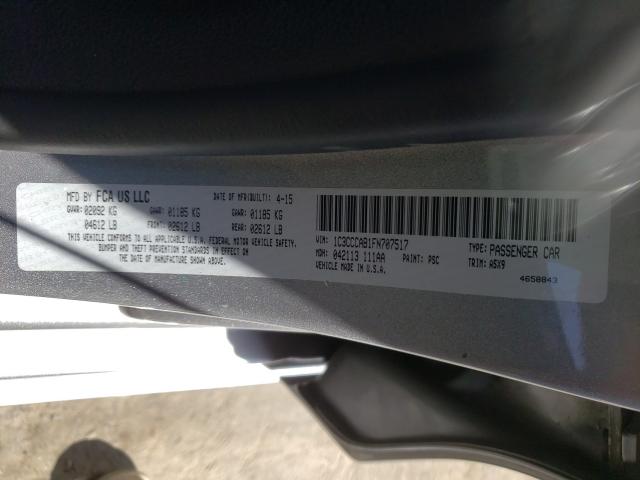 MFD BY FCA US LLC DATE OF MFR(BUILT): 4-15
GVWR: 02092 KG GAWR: 01185 KG GAWR: 01185 KG
04612 LB FRONT: 02612 LB REAR: 02612 LB
THIS VEHICLE CONFORMS TO ALL APPLICABLE U.S.A. FEDERAL MOTOR VEHICLE SAFETY,
BUMPER AND THEFT PREVENTION STANDARDS IN EFFECT ON
THE DATE OF MANUFACTURE SHOWN ABOVE.
VIN: 1C3CCCAB1FN707517 TYPE: PASSENGER CAR
MDH: 042113 111AA PAINT: PSC TRIM: A5X9
VEHICLE MADE IN U.S.A.
4658843